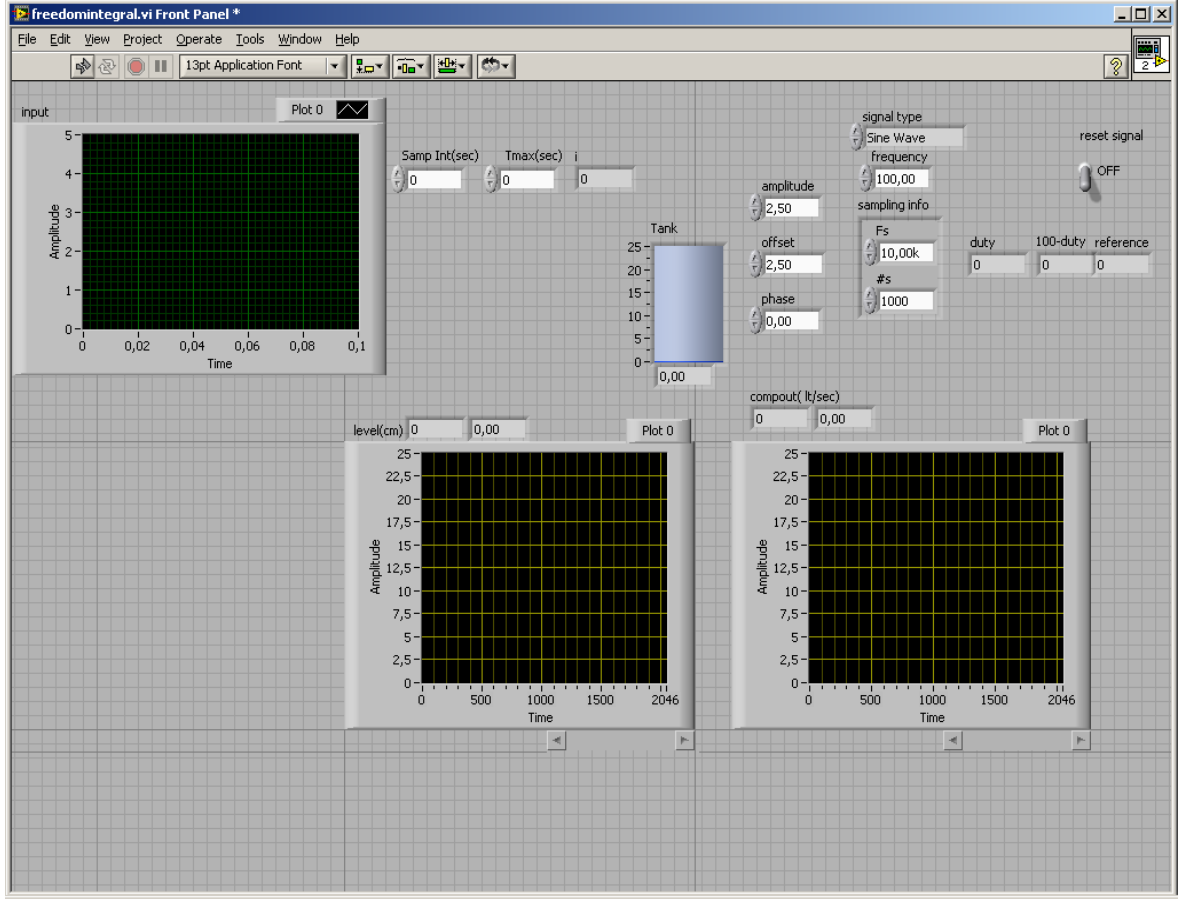 freedomintegral.vi Front Panel *
File Edit View Project Operate Tools Window Help
13pt Application Font
?
2
input
Plot 0
5
4
3
2
1
0
Amplitude
0 0,02 0,04 0,06 0,08 0,1
Time
Samp Int(sec) Tmax(sec) i
0 0 0
signal type
Sine Wave
frequency
100,00
reset signal
OFF
amplitude
2,50
offset
2,50
phase
0,00
sampling info
Fs
10,00k
#s
1000
duty 100-duty reference
0 0 0
Tank
25
20
15
10
5
0
0,00
level(cm) 0 0,00
Plot 0
25
22,5
20
17,5
15
12,5
10
7,5
5
2,5
0
Amplitude
0 500 1000 1500 2046
Time
compout( lt/sec)
0 0,00
Plot 0
25
22,5
20
17,5
15
12,5
10
7,5
5
2,5
0
Amplitude
0 500 1000 1500 2046
Time